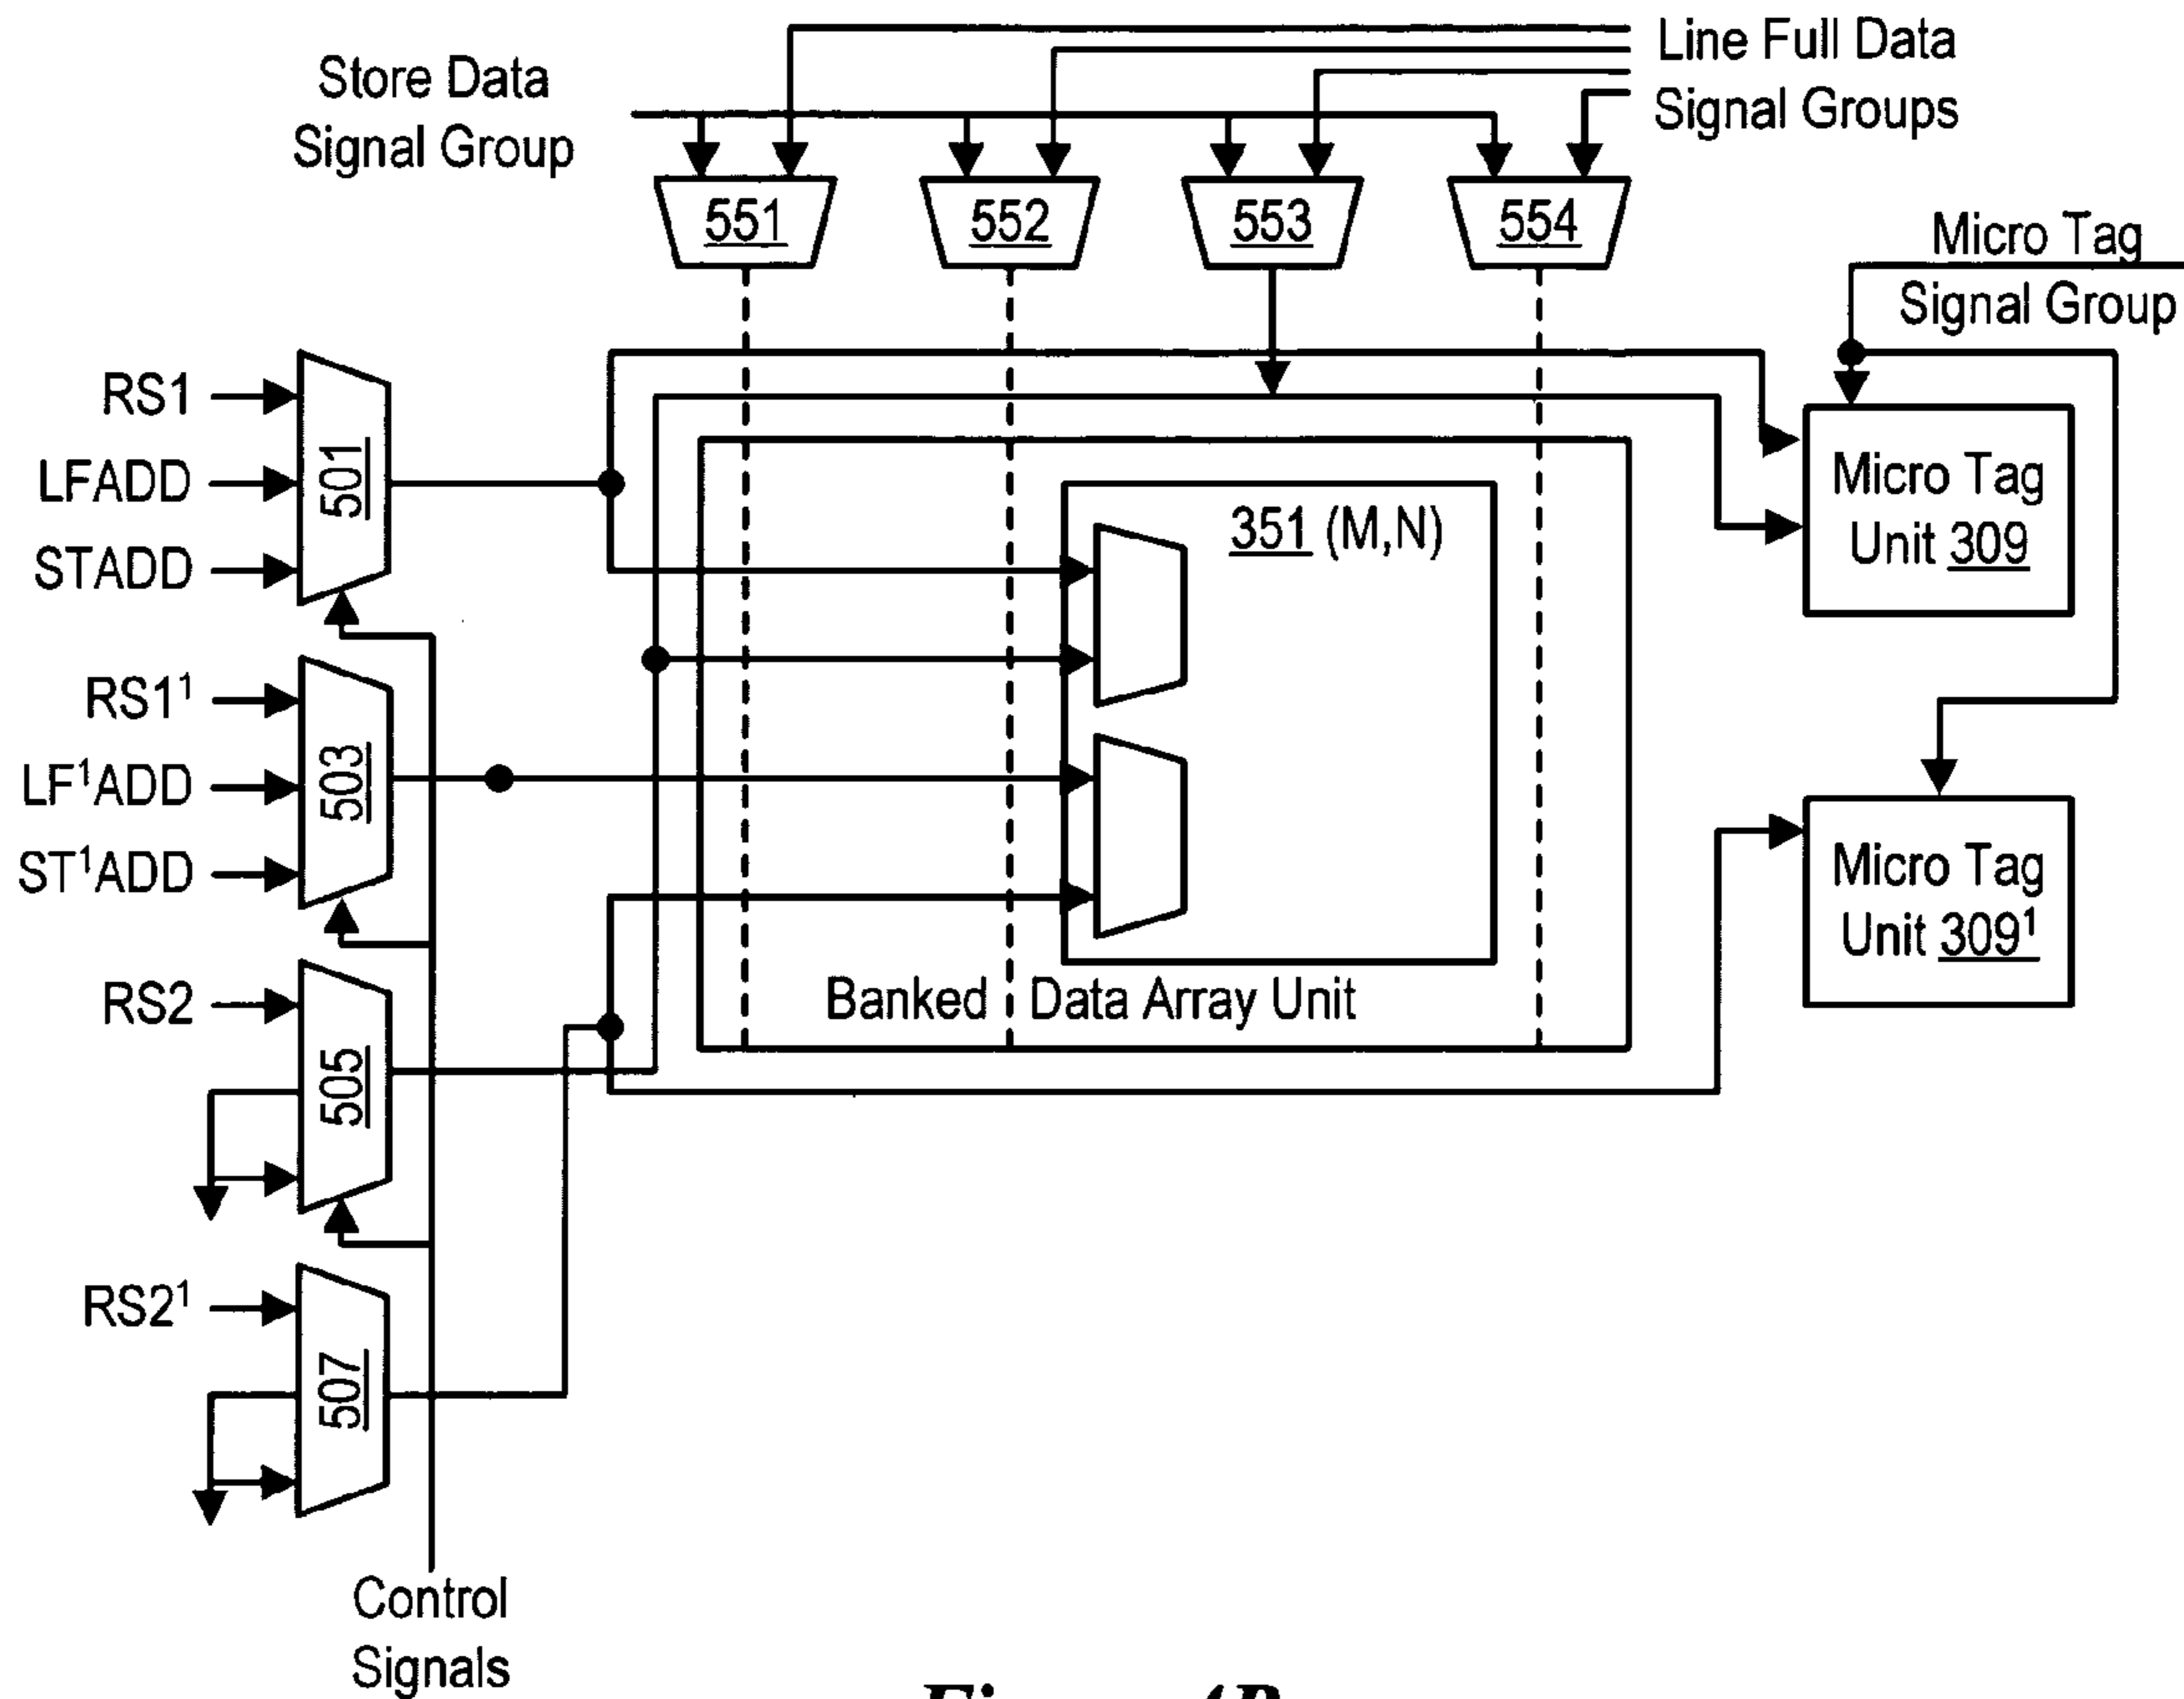 Line Full Data
Signal Groups
Store Data
Signal Group
551
552
553
554
Micro Tag
Signal Group
RS1
LFADD
STADD
501
351 (M,N)
Micro Tag
Unit 309
RS1¹
LF¹ADD
ST¹ADD
503
Micro Tag
Unit 309¹
RS2
505
Banked Data Array Unit
RS2¹
507
Control
Signals